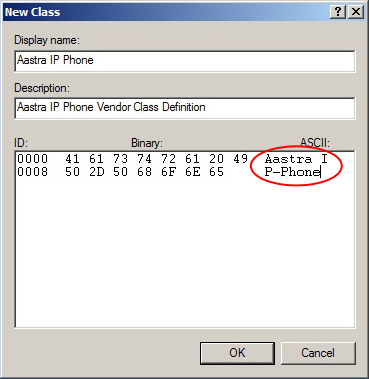 New Class
Display name:
Aastra IP Phone
Description:
Aastra IP Phone Vendor Class Definition
ID: Binary: ASCII:
0000 41 61 73 74 72 61 20 49 Aastra I
0008 50 2D 50 68 6F 6E 65 P-Phone
OK Cancel